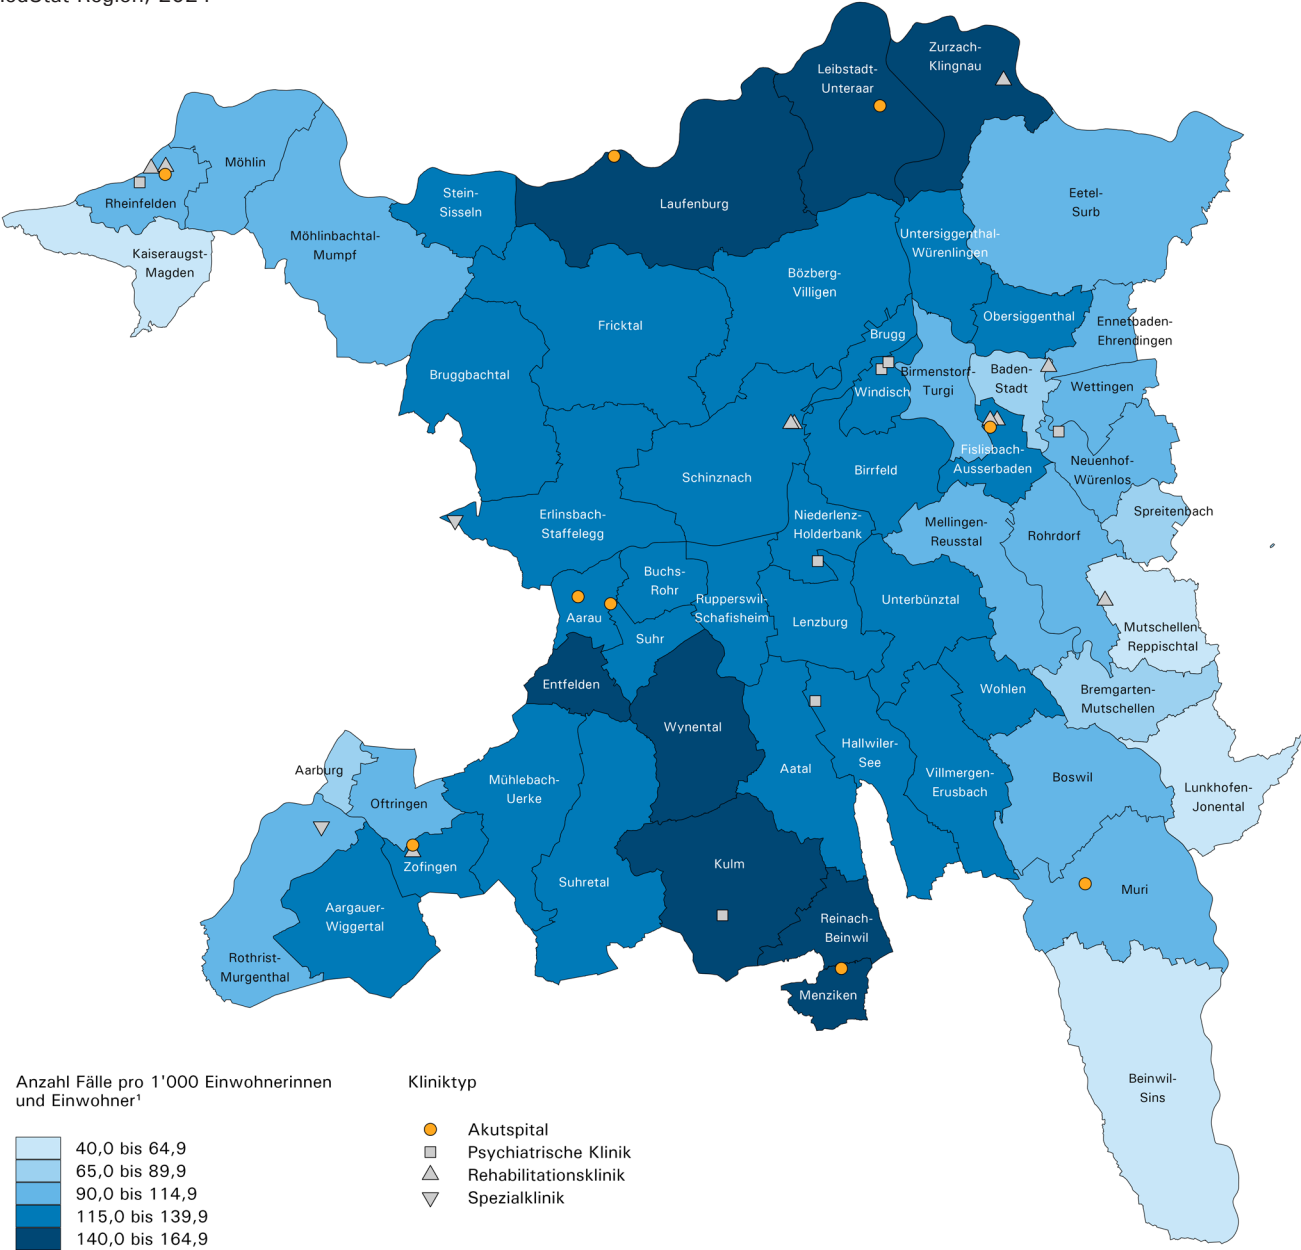 Zurzach-
Klingnau
Leibstadt-
Unteraar
Möhlin
Stein-
Sisseln
Laufenburg
Eetel-
Surb
Rheinfelden
Möhlinbachtal-
Mumpf
Untersiggenthal-
Würenlingen
Kaiseraugst-
Magden
Bözberg-
Villigen
Obersiggenthal
Ennetbaden-
Ehrendingen
Fricktal
Brugg
Bruggbachtal
Birmenstorf-
Turgi
Baden-
Stadt
Wettingen
Windisch
Fislisbach-
Ausserbaden
Neuenhof-
Würenlos
Schinznach
Birrfeld
Spreitenbach
Erlinsbach-
Staffelegg
Niederlenz-
Holderbank
Mellingen-
Reusstal
Rohrdorf
Buchs-
Rohr
Rupperswil-
Schafisheim
Unterbünztal
Aarau
Lenzburg
Suhr
Mutschellen-
Reppischtal
Entfelden
Wohlen
Bremgarten-
Mutschellen
Wynental
Hallwiler-
See
Aarburg
Aatal
Mühlebach-
Uerke
Villmergen-
Erusbach
Boswil
Lunkhofen-
Jonental
Oftringen
Zofingen
Kulm
Suhretal
Muri
Aargauer-
Wiggertal
Reinach-
Beinwil
Rothrist-
Murgenthal
Menziken
Beinwil-
Sins
Anzahl Fälle pro 1'000 Einwohnerinnen
und Einwohner¹
40,0 bis 64,9
65,0 bis 89,9
90,0 bis 114,9
115,0 bis 139,9
140,0 bis 164,9
Kliniktyp
Akutspital
Psychiatrische Klinik
Rehabilitationsklinik
Spezialklinik